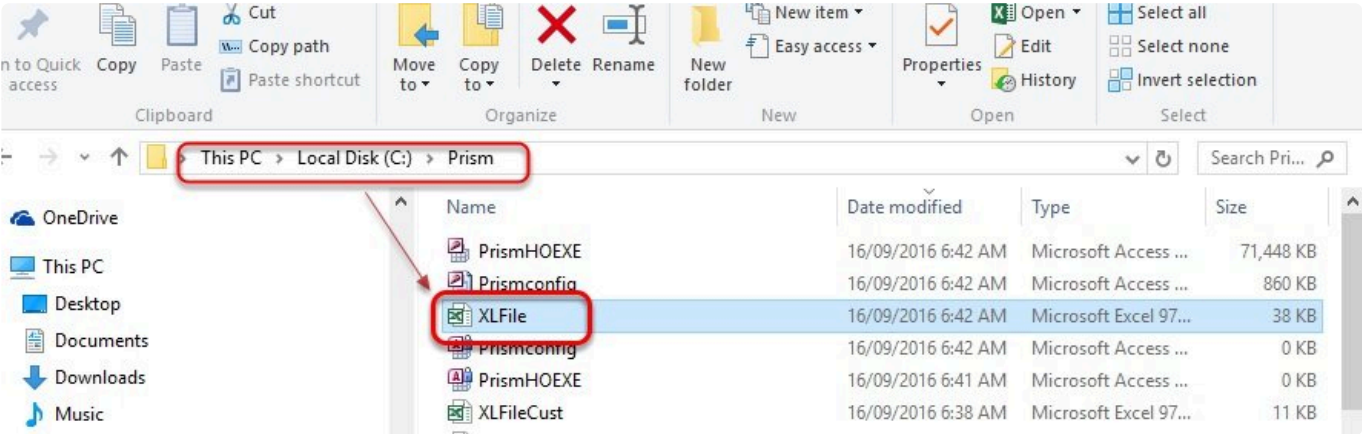 Cut
New item
Open
Select all
W... Copy path
Easy access
Edit
Select none
n to Quick access
Copy
Paste
Paste shortcut
Move to
Copy to
Delete
Rename
New folder
Properties
History
Invert selection
Clipboard
Organize
New
Open
Select
This PC > Local Disk (C:) > Prism
Search Pri...
Name Date modified Type Size
OneDrive
This PC
Desktop
Documents
Downloads
Music
PrismHOEXE 16/09/2016 6:42 AM Microsoft Access ... 71,448 KB
Prismconfig 16/09/2016 6:42 AM Microsoft Access ... 860 KB
XLFile 16/09/2016 6:42 AM Microsoft Excel 97... 38 KB
Prismconfig 16/09/2016 6:42 AM Microsoft Access ... 0 KB
PrismHOEXE 16/09/2016 6:41 AM Microsoft Access ... 0 KB
XLFileCust 16/09/2016 6:38 AM Microsoft Excel 97... 11 KB